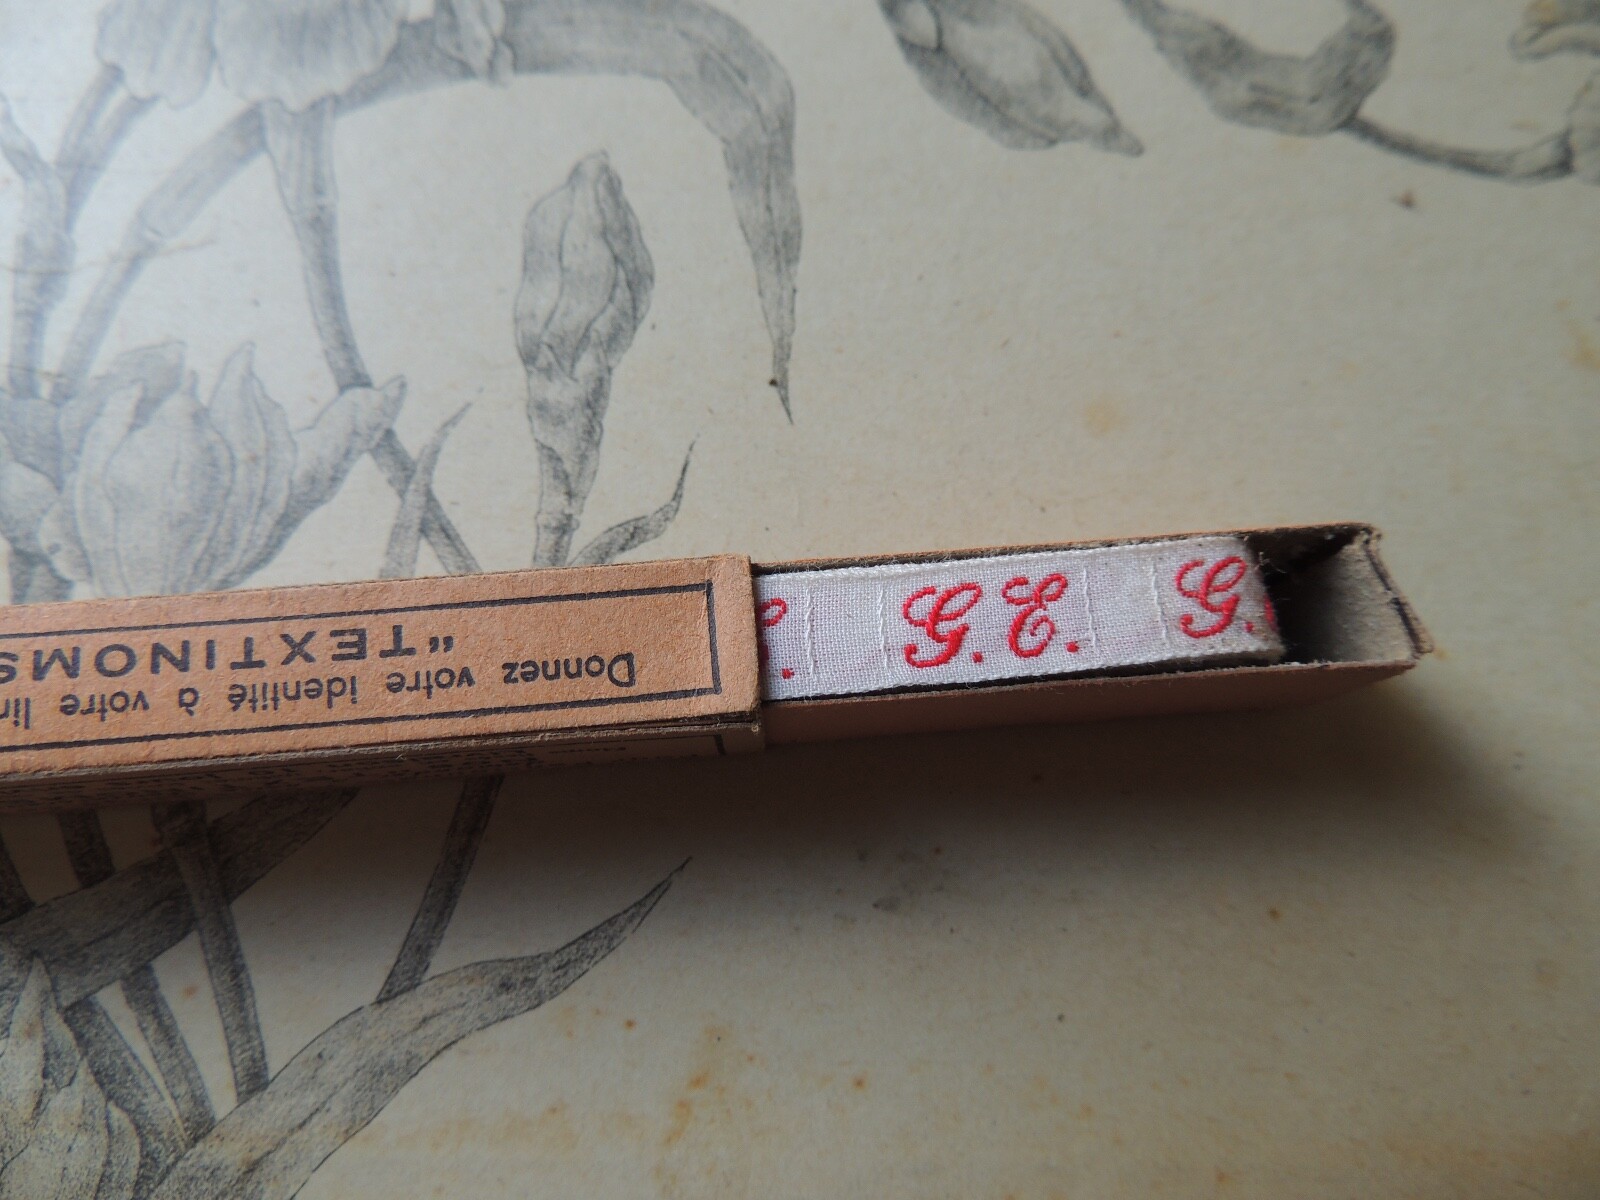 Donnez votre identité à votre
"TEXTINOMS
G. E. G.